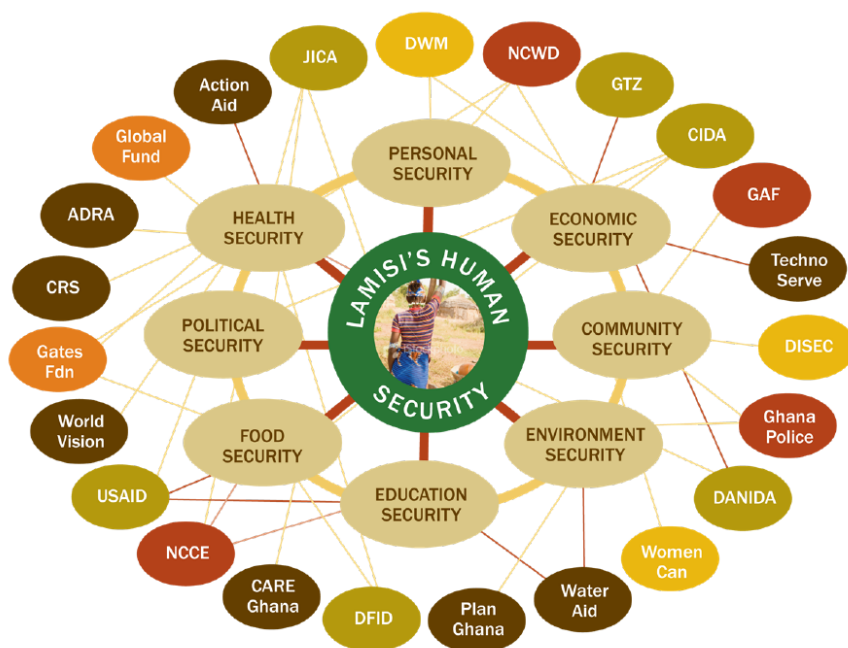 JICA
DWM
NCWD
GTZ
CIDA
GAF
Techno
Serve
DISEC
Ghana
Police
DANIDA
Women
Can
Water
Aid
Plan
Ghana
DFID
CARE
Ghana
NCCE
USAID
World
Vision
Gates
Fdn
CRS
ADRA
Global
Fund
Action
Aid
PERSONAL
SECURITY
ECONOMIC
SECURITY
COMMUNITY
SECURITY
ENVIRONMENT
SECURITY
EDUCATION
SECURITY
FOOD
SECURITY
POLITICAL
SECURITY
HEALTH
SECURITY
LAMISI'S HUMAN
SECURITY